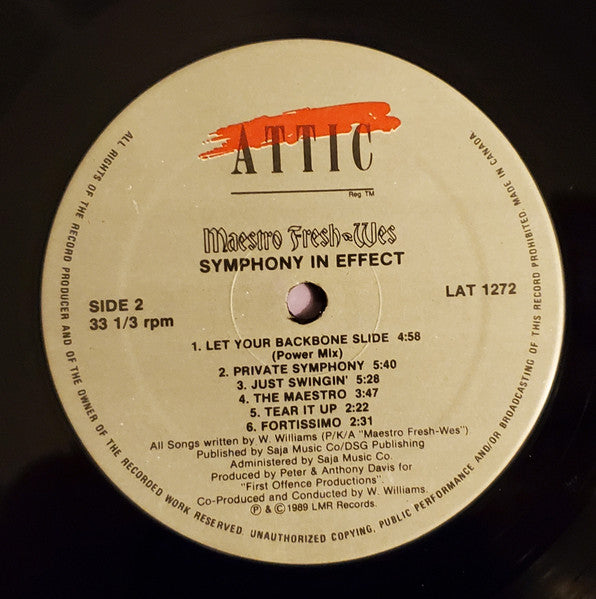 ATTIC
Reg. TM
Maestro Fresh-Wes
SYMPHONY IN EFFECT
SIDE 2
33 1/3 rpm
LAT 1272
1. LET YOUR BACKBONE SLIDE 4:58
(Power Mix)
2. PRIVATE SYMPHONY 5:40
3. JUST SWINGIN' 5:28
4. THE MAESTRO 3:47
5. TEAR IT UP 2:22
6. FORTISSIMO 2:31
All Songs written by W. Williams (P/K/A "Maestro Fresh-Wes").
Published by Saja Music Co/DSG Publishing
Administered by Saja Music Co.
Produced by Peter & Anthony Davis for
"First Offence Productions".
Co-Produced and Conducted by W. Williams.
Ⓟ & © 1989 LMR Records.
ALL RIGHTS OF THE RECORD PRODUCER AND OF THE OWNER OF THE RECORDED WORK RESERVED. UNAUTHORIZED COPYING, PUBLIC PERFORMANCE AND/OR BROADCASTING OF THIS RECORD PROHIBITED MADE IN CANADA.